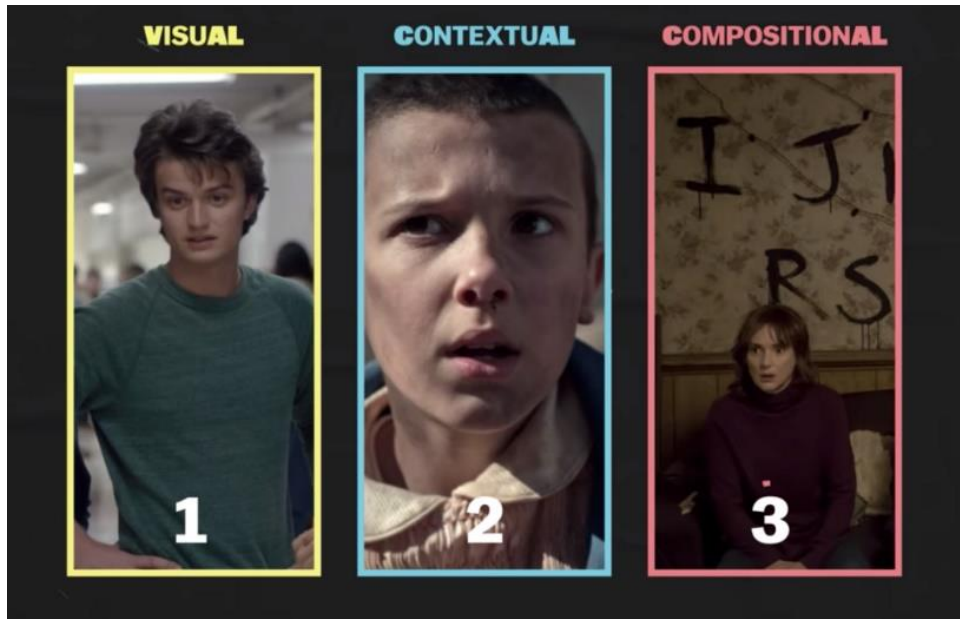 VISUAL
CONTEXTUAL
COMPOSITIONAL
I J
R S
1
2
3